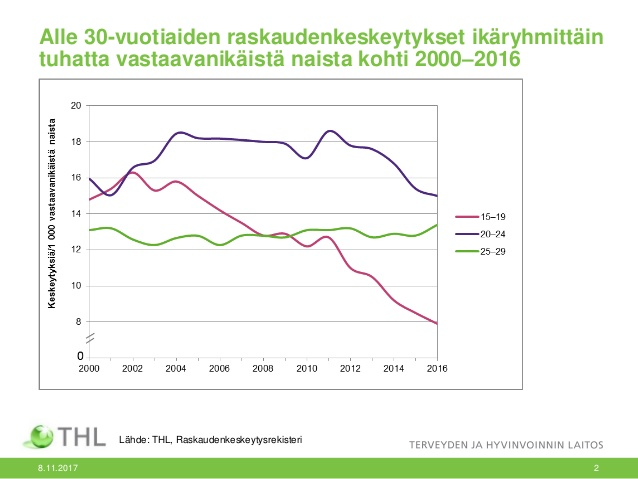 Alle 30-vuotiaiden raskaudenkeskeytykset ikäryhmittäin
tuhatta vastaavanikäistä naista kohti 2000–2016
Keskeytyksiä/1 000 vastaavanikäistä naista
20
18
16
14
12
10
8
0
2000 2002 2004 2006 2008 2010 2012 2014 2016
15–19
20–24
25–29
THL
Lähde: THL, Raskaudenkeskeytysrekisteri
TERVEYDEN JA HYVINVOINNIN LAITOS
8.11.2017
2